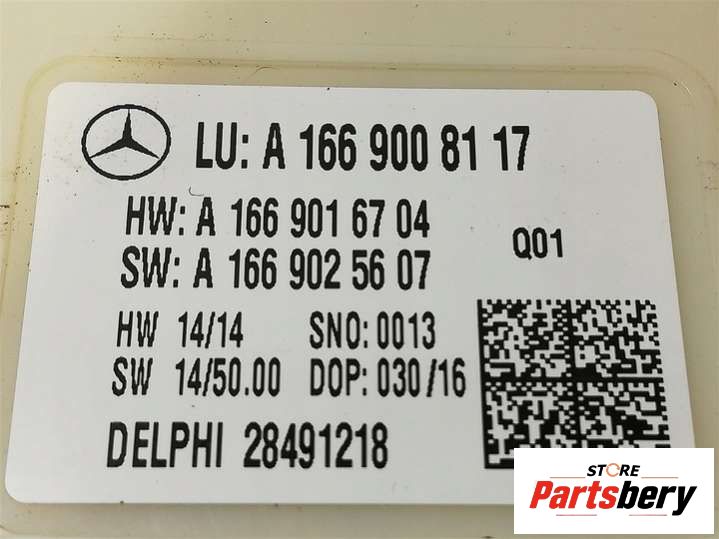 LU: A 166 900 81 17
HW: A 166 901 67 04
SW: A 166 902 56 07
Q01
HW 14/14 SNO: 0013
SW 14/50.00 DOP: 030/16
DELPHI 28491218
STORE
Partsbery